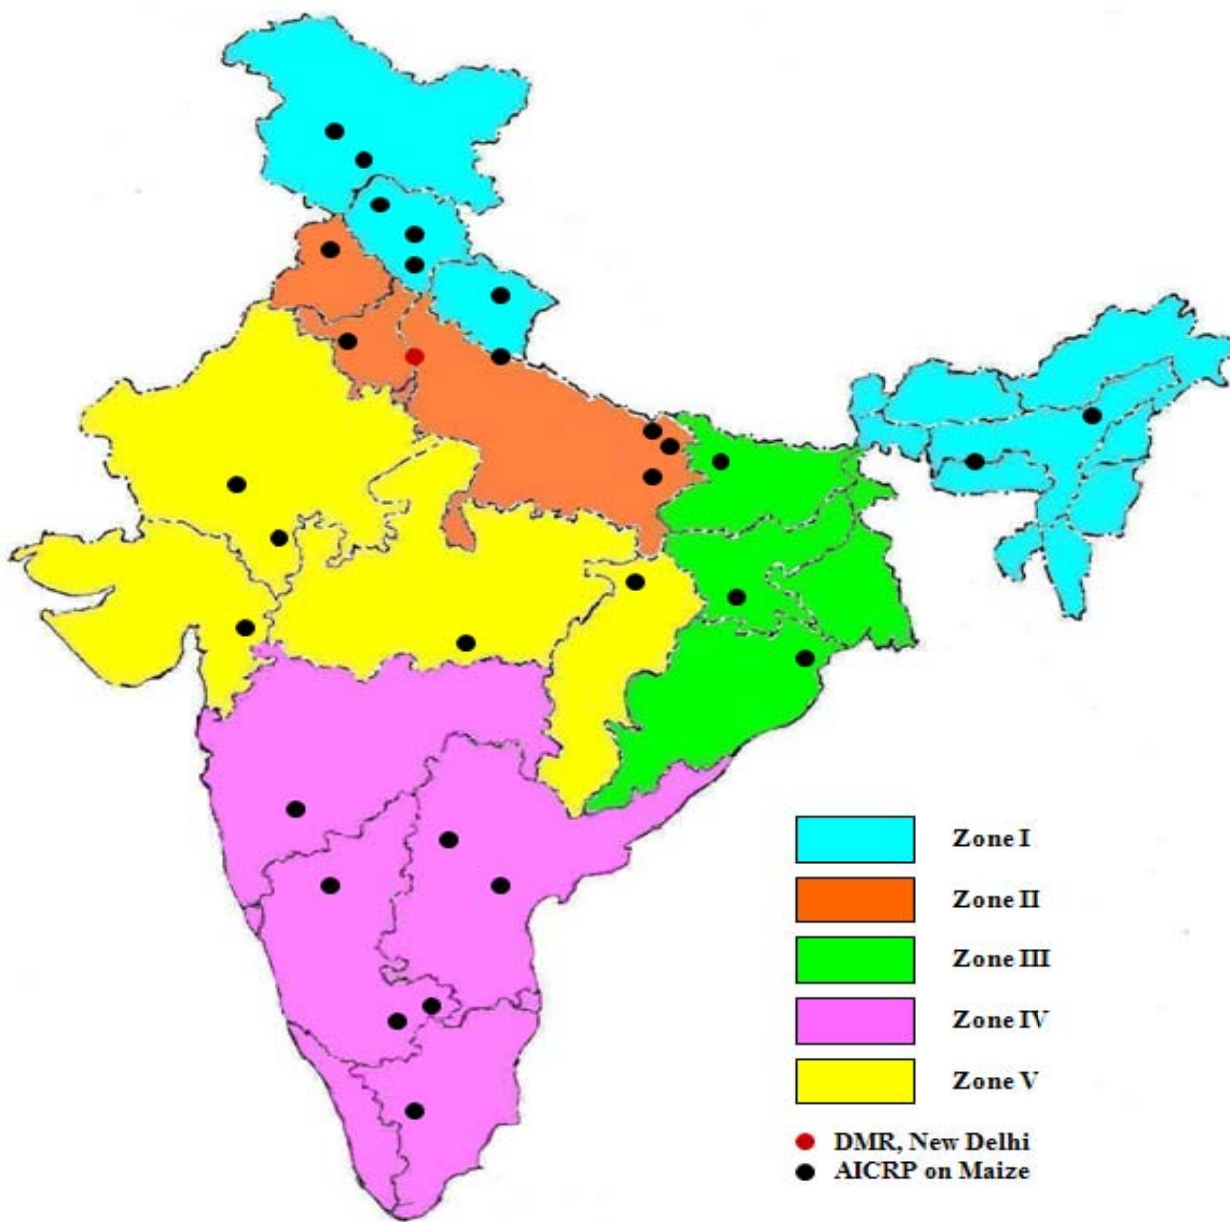 Zone I
Zone II
Zone III
Zone IV
Zone V
DMR, New Delhi
AICRP on Maize